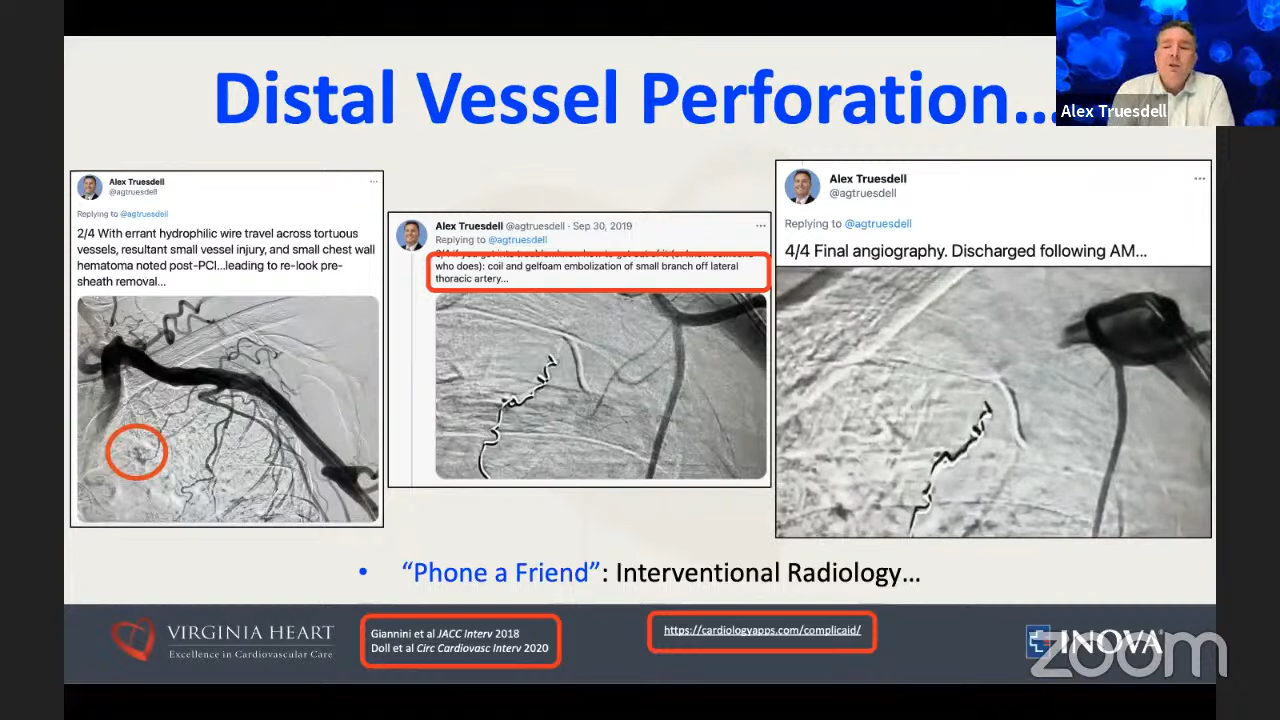 Distal Vessel Perforation...
Alex Truesdell
Alex Truesdell
@agtruesdell
Replying to @agtruesdell
2/4 With errant hydrophilic wire travel across tortuous
vessels, resultant small vessel injury, and small chest wall
hematoma noted post-PCI...leading to re-look pre-
sheath removal...
Alex Truesdell @agtruesdell · Sep 30, 2019
Replying to @agtruesdell
who does): coil and gelfoam embolization of small branch off lateral
thoracic artery...
Alex Truesdell
@agtruesdell
Replying to @agtruesdell
4/4 Final angiography. Discharged following AM...
• “Phone a Friend”: Interventional Radiology...
VIRGINIA HEART
Excellence in Cardiovascular Care
Giannini et al JACC Interv 2018
Doll et al Circ Cardiovasc Interv 2020
https://cardiologyapps.com/complicaid/
INOVA
zoom